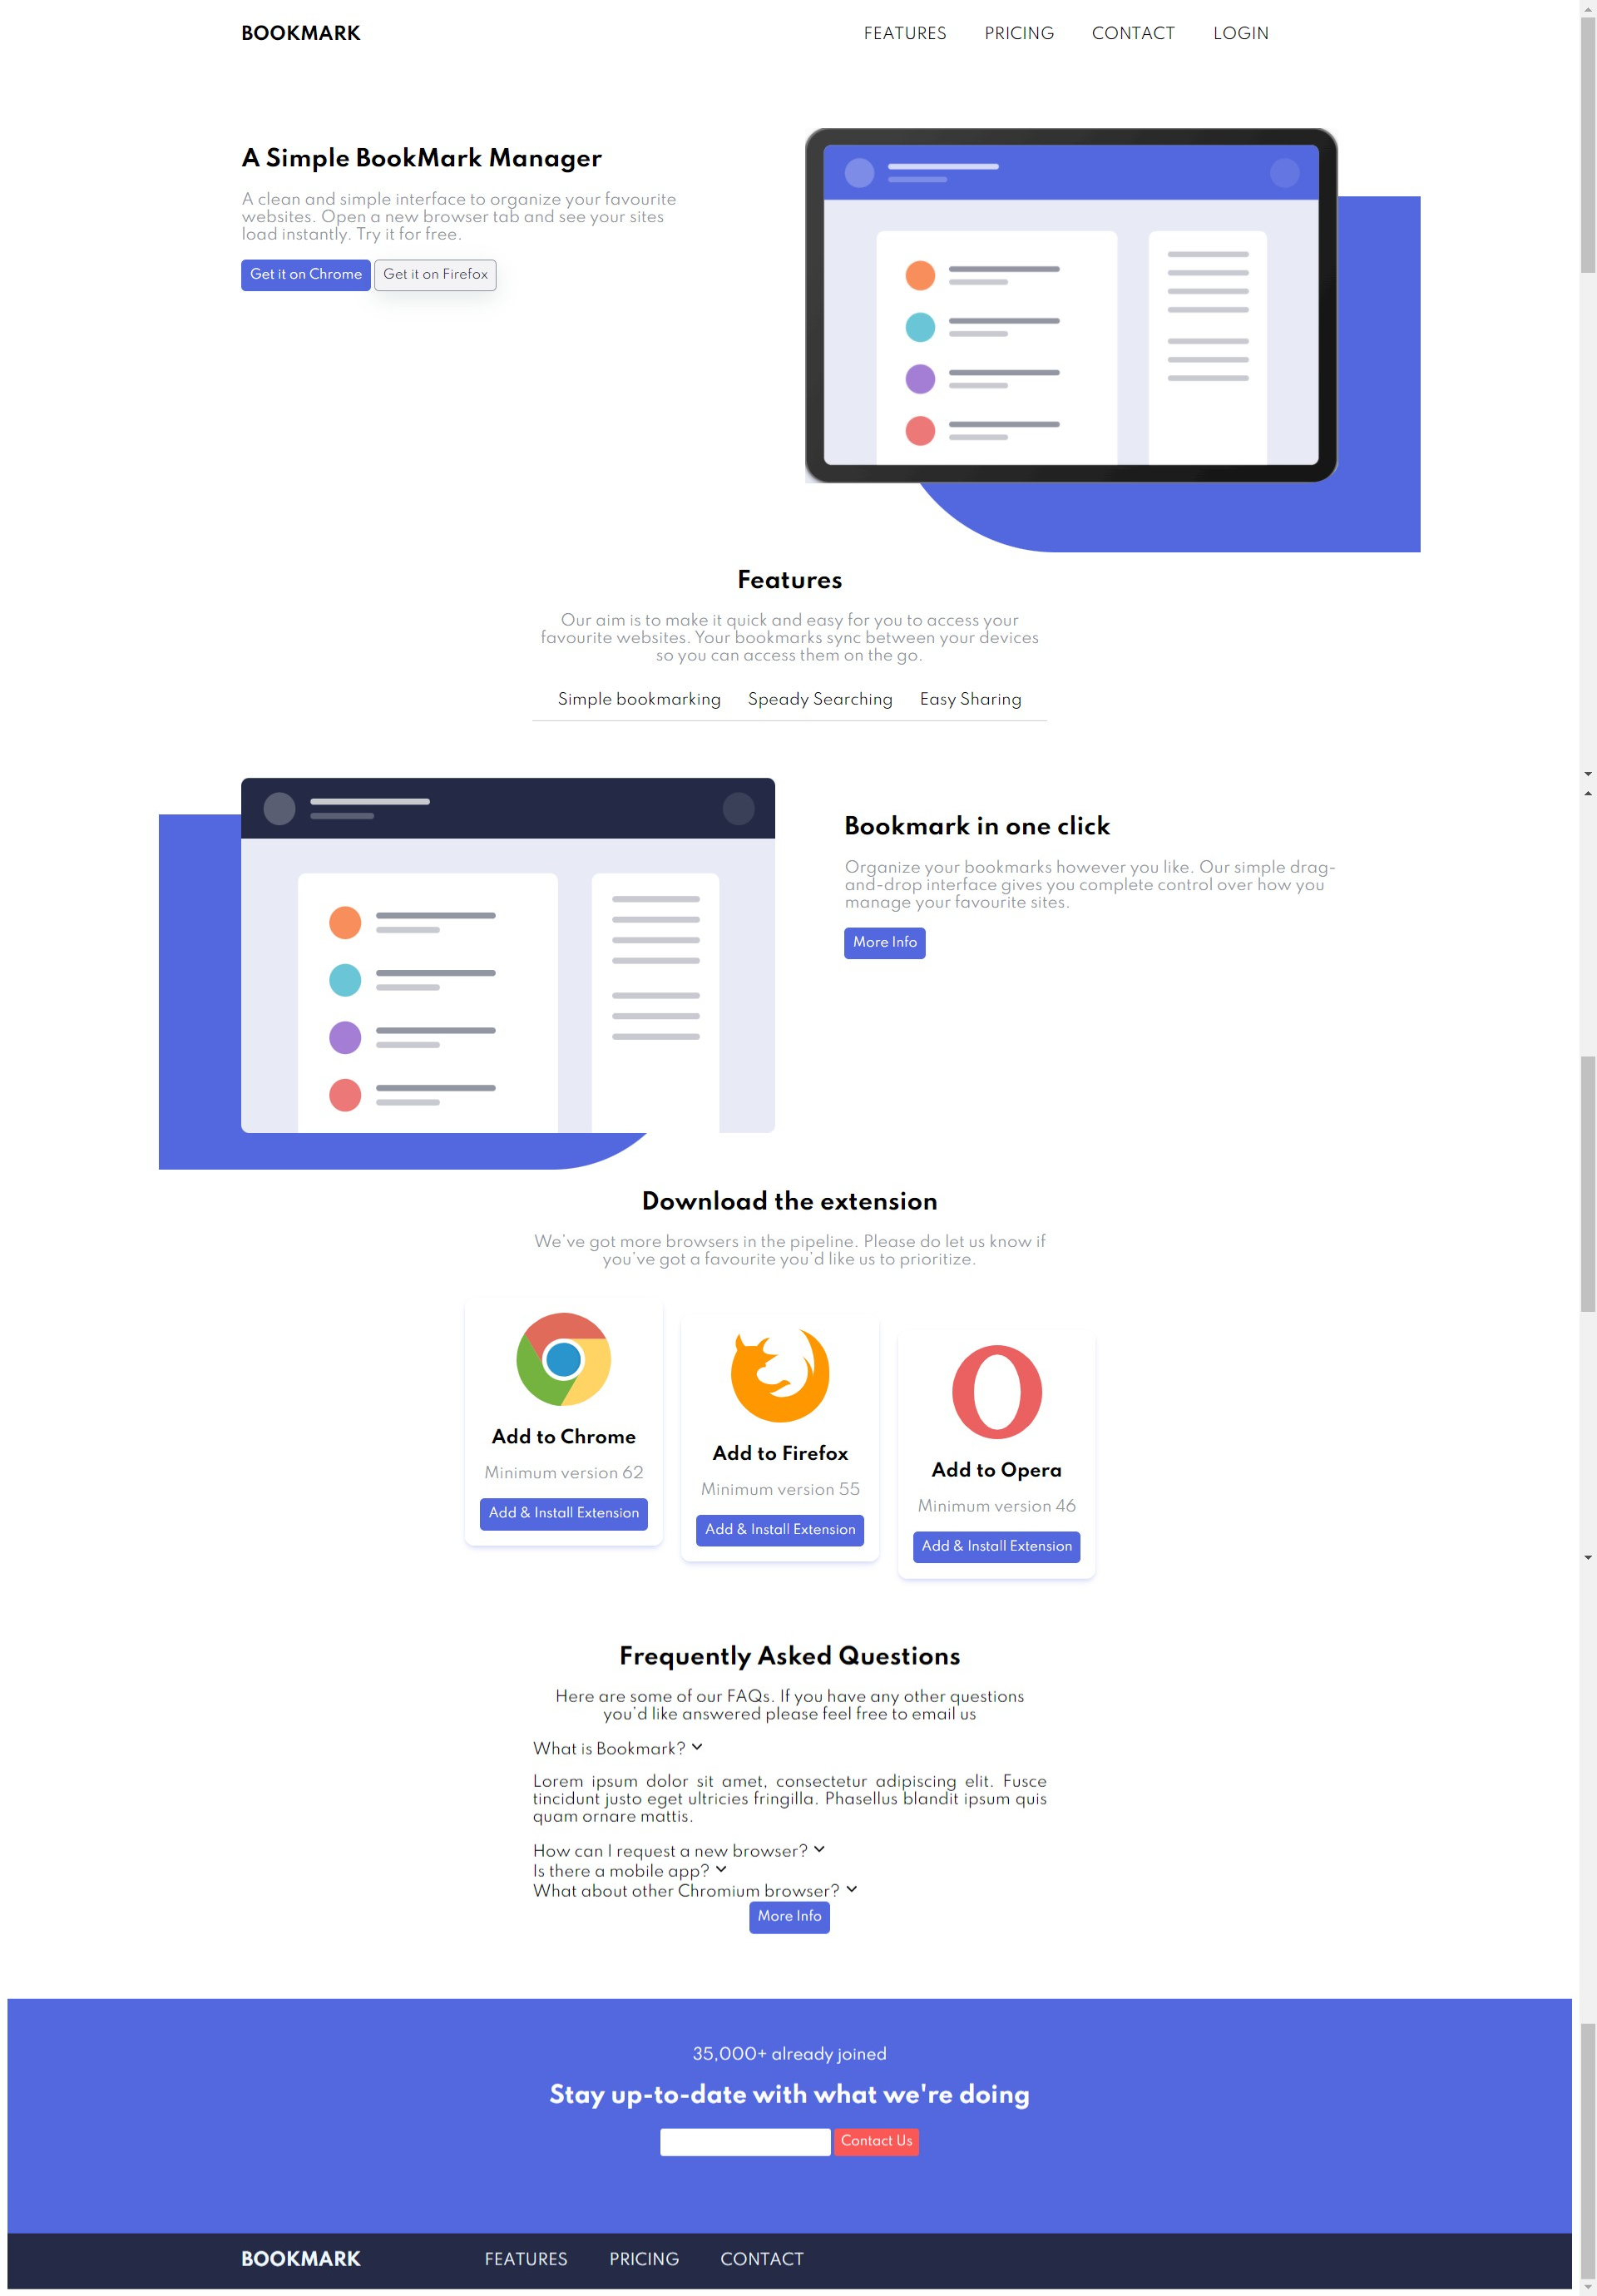 BOOKMARK
FEATURES PRICING CONTACT LOGIN
A Simple BookMark Manager
A clean and simple interface to organize your favourite
websites. Open a new browser tab and see your sites
load instantly. Try it for free.
Get it on Chrome Get it on Firefox
Features
Our aim is to make it quick and easy for you to access your
favourite websites. Your bookmarks sync between your devices
so you can access them on the go.
Simple bookmarking Speady Searching Easy Sharing
Bookmark in one click
Organize your bookmarks however you like. Our simple drag-
and-drop interface gives you complete control over how you
manage your favourite sites.
More Info
Download the extension
We've got more browsers in the pipeline. Please do let us know if
you've got a favourite you'd like us to prioritize.
Add to Chrome
Minimum version 62
Add & Install Extension
Add to Firefox
Minimum version 55
Add & Install Extension
Add to Opera
Minimum version 46
Add & Install Extension
Frequently Asked Questions
Here are some of our FAQs. If you have any other questions
you'd like answered please feel free to email us
What is Bookmark?
Lorem ipsum dolor sit amet, consectetur adipiscing elit. Fusce
tincidunt justo eget ultricies fringilla. Phasellus blandit ipsum quis
quam ornare mattis.
How can I request a new browser?
Is there a mobile app?
What about other Chromium browser?
More Info
35,000+ already joined
Stay up-to-date with what we're doing
Contact Us
BOOKMARK FEATURES PRICING CONTACT